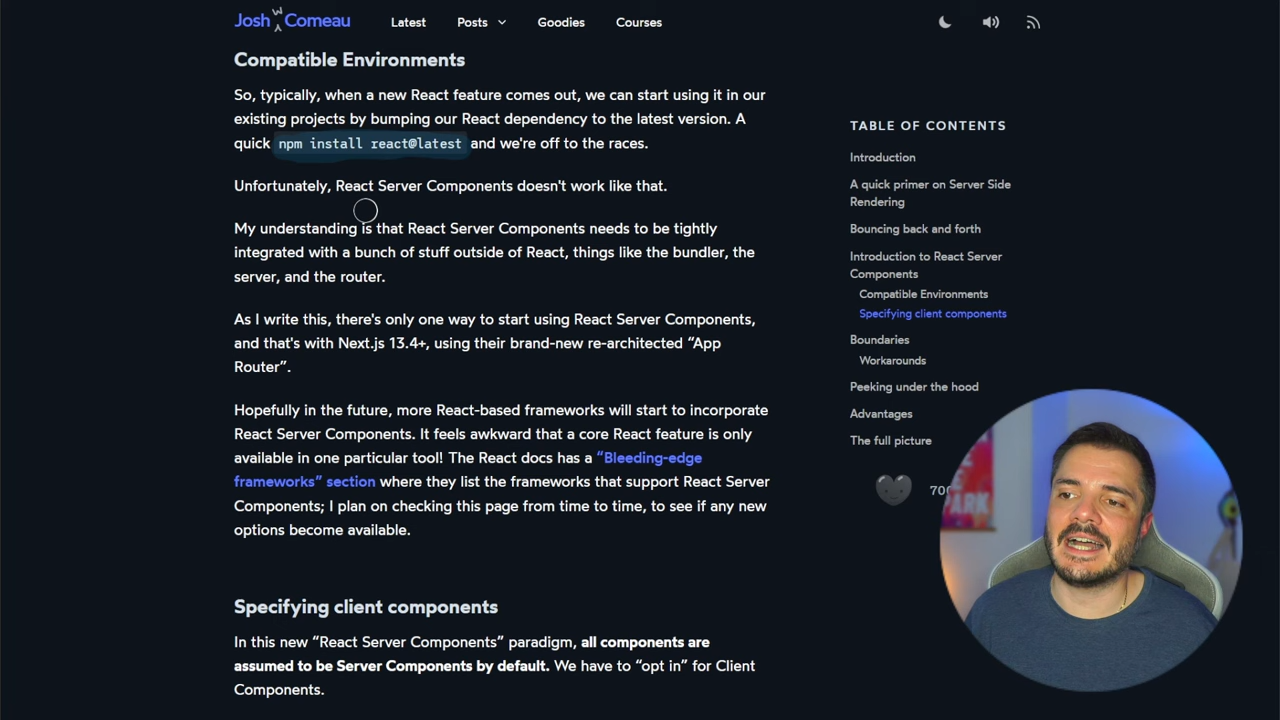 Josh W Comeau
Latest
Posts
Goodies
Courses
Compatible Environments
So, typically, when a new React feature comes out, we can start using it in our
existing projects by bumping our React dependency to the latest version. A
quick npm install react@latest and we're off to the races.
Unfortunately, React Server Components doesn't work like that.
My understanding is that React Server Components needs to be tightly
integrated with a bunch of stuff outside of React, things like the bundler, the
server, and the router.
As I write this, there's only one way to start using React Server Components,
and that's with Next.js 13.4+, using their brand-new re-architected “App
Router”.
Hopefully in the future, more React-based frameworks will start to incorporate
React Server Components. It feels awkward that a core React feature is only
available in one particular tool! The React docs has a “Bleeding-edge
frameworks” section where they list the frameworks that support React Server
Components; I plan on checking this page from time to time, to see if any new
options become available.
Specifying client components
In this new “React Server Components” paradigm, all components are
assumed to be Server Components by default. We have to “opt in” for Client
Components.
TABLE OF CONTENTS
Introduction
A quick primer on Server Side
Rendering
Bouncing back and forth
Introduction to React Server
Components
Compatible Environments
Specifying client components
Boundaries
Workarounds
Peeking under the hood
Advantages
The full picture